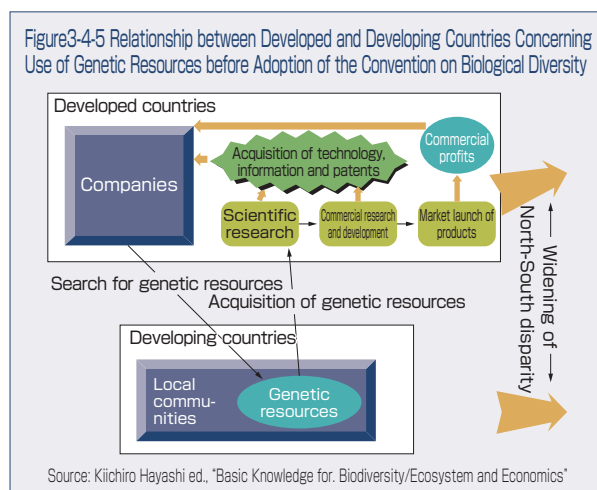 Figure3-4-5 Relationship between Developed and Developing Countries Concerning
Use of Genetic Resources before Adoption of the Convention on Biological Diversity
Developed countries
Companies
Acquisition of technology,
information and patents
Commercial
profits
Scientific
research
Commercial research
and development
Market launch of
products
Search for genetic resources
Acquisition of genetic resources
Widening of
North-South disparity
Developing countries
Local
commu-
nities
Genetic
resources
Source: Kiichiro Hayashi ed., "Basic Knowledge for. Biodiversity/Ecosystem and Economics"